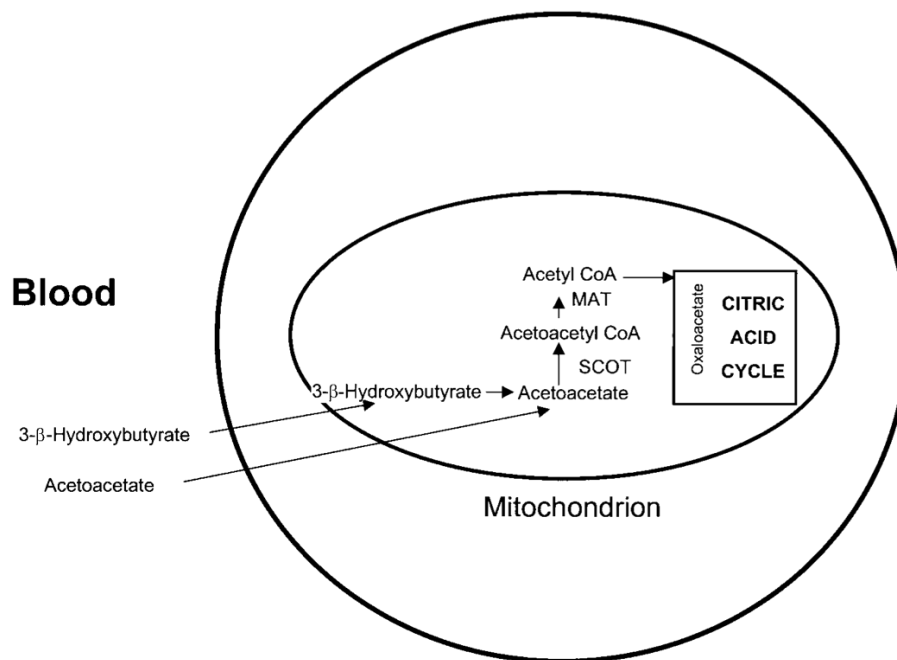 Blood
Acetyl CoA
MAT
Acetoacetyl CoA
SCOT
3-β-Hydroxybutyrate
Acetoacetate
Oxaloacetate
CITRIC
ACID
CYCLE
3-β-Hydroxybutyrate
Acetoacetate
Mitochondrion